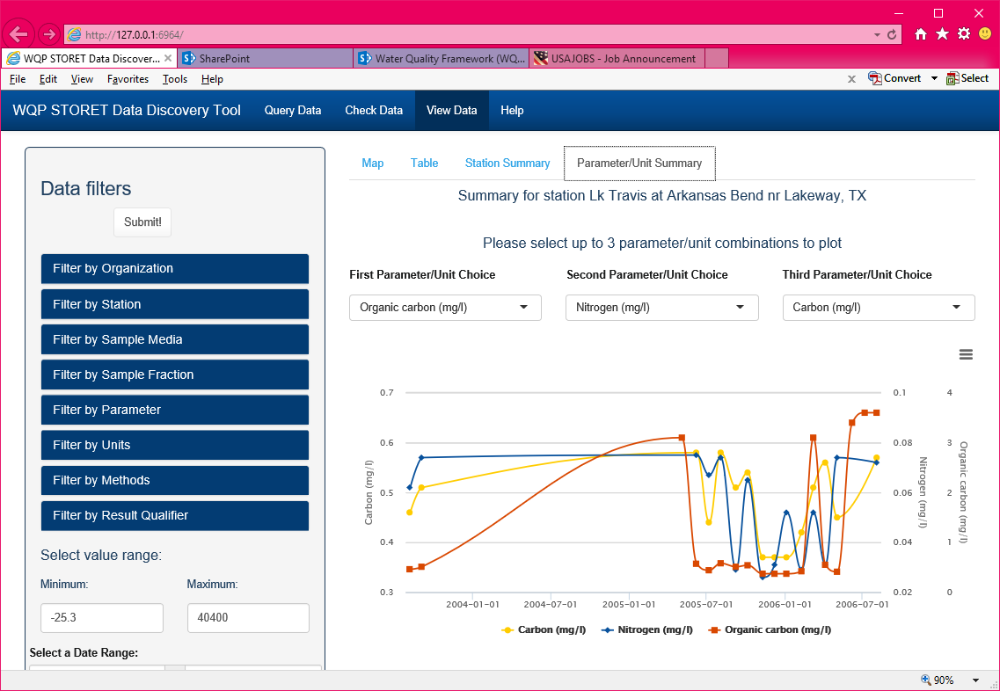 http://127.0.0.1:6964/
WQP STORET Data Discover... SharePoint Water Quality Framework (WQ... USAJOBS - Job Announcement
File Edit View Favorites Tools Help Convert Select
WQP STORET Data Discovery Tool Query Data Check Data View Data Help
Map Table Station Summary Parameter/Unit Summary
Data filters
Submit!
Filter by Organization
Filter by Station
Filter by Sample Media
Filter by Sample Fraction
Filter by Parameter
Filter by Units
Filter by Methods
Filter by Result Qualifier
Select value range:
Minimum: Maximum:
-25.3 40400
Select a Date Range:
Summary for station Lk Travis at Arkansas Bend nr Lakeway, TX
Please select up to 3 parameter/unit combinations to plot
First Parameter/Unit Choice Second Parameter/Unit Choice Third Parameter/Unit Choice
Organic carbon (mg/l) Nitrogen (mg/l) Carbon (mg/l)
0.7 0.1 4
0.6 0.08 3
0.5 0.06 2
0.4 0.04 1
0.3 0.02 0
Carbon (mg/l)
Nitrogen (mg/l)
Organic carbon (mg/l)
2004-01-01 2004-07-01 2005-01-01 2005-07-01 2006-01-01 2006-07-01
Carbon (mg/l) Nitrogen (mg/l) Organic carbon (mg/l)
90%